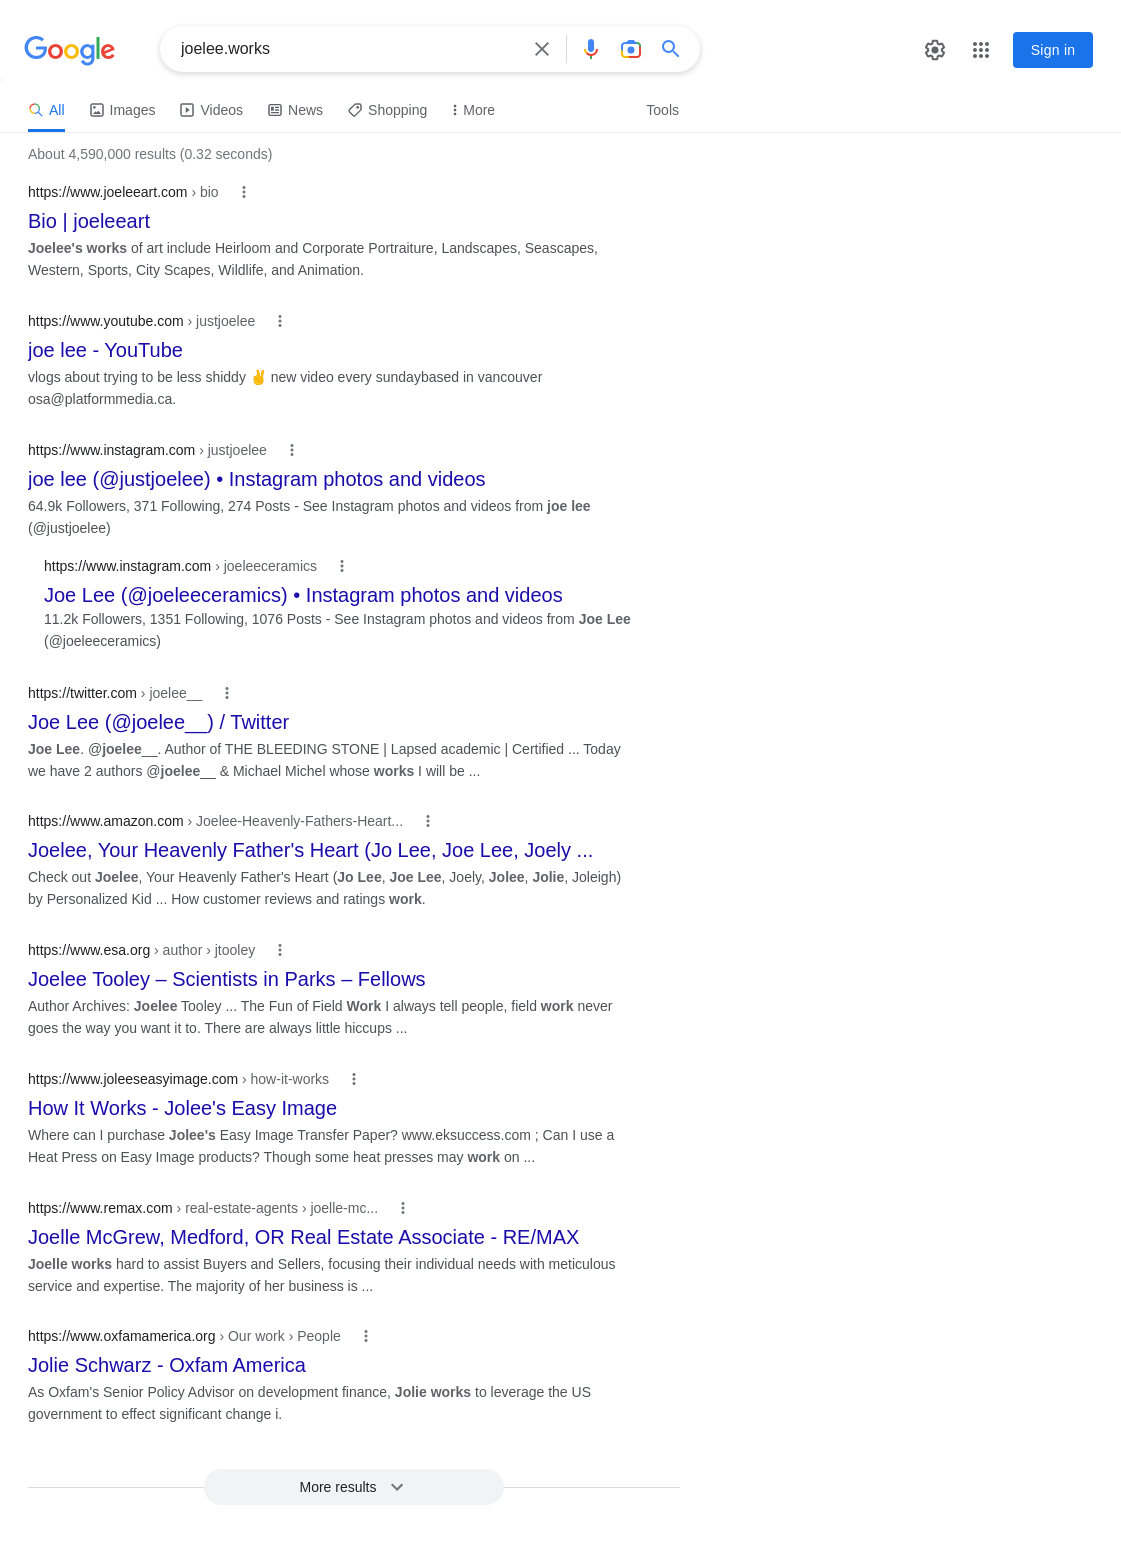 Google
joelee.works
Sign in
All Images Videos News Shopping More Tools
About 4,590,000 results (0.32 seconds)
https://www.joeleeart.com › bio
Bio | joeleeart
Joelee's works of art include Heirloom and Corporate Portraiture, Landscapes, Seascapes,
Western, Sports, City Scapes, Wildlife, and Animation.
https://www.youtube.com › justjoelee
joe lee - YouTube
vlogs about trying to be less shiddy ✌️ new video every sundaybased in vancouver
osa@platformmedia.ca.
https://www.instagram.com › justjoelee
joe lee (@justjoelee) • Instagram photos and videos
64.9k Followers, 371 Following, 274 Posts - See Instagram photos and videos from joe lee
(@justjoelee)
https://www.instagram.com › joeleeceramics
Joe Lee (@joeleeceramics) • Instagram photos and videos
11.2k Followers, 1351 Following, 1076 Posts - See Instagram photos and videos from Joe Lee
(@joeleeceramics)
https://twitter.com › joelee__
Joe Lee (@joelee__) / Twitter
Joe Lee. @joelee__. Author of THE BLEEDING STONE | Lapsed academic | Certified ... Today
we have 2 authors @joelee__ & Michael Michel whose works I will be ...
https://www.amazon.com › Joelee-Heavenly-Fathers-Heart...
Joelee, Your Heavenly Father's Heart (Jo Lee, Joe Lee, Joely ...
Check out Joelee, Your Heavenly Father's Heart (Jo Lee, Joe Lee, Joely, Jolee, Jolie, Joleigh)
by Personalized Kid ... How customer reviews and ratings work.
https://www.esa.org › author › jtooley
Joelee Tooley – Scientists in Parks – Fellows
Author Archives: Joelee Tooley ... The Fun of Field Work I always tell people, field work never
goes the way you want it to. There are always little hiccups ...
https://www.joleeseasyimage.com › how-it-works
How It Works - Jolee's Easy Image
Where can I purchase Jolee's Easy Image Transfer Paper? www.eksuccess.com ; Can I use a
Heat Press on Easy Image products? Though some heat presses may work on ...
https://www.remax.com › real-estate-agents › joelle-mc...
Joelle McGrew, Medford, OR Real Estate Associate - RE/MAX
Joelle works hard to assist Buyers and Sellers, focusing their individual needs with meticulous
service and expertise. The majority of her business is ...
https://www.oxfamamerica.org › Our work › People
Jolie Schwarz - Oxfam America
As Oxfam's Senior Policy Advisor on development finance, Jolie works to leverage the US
government to effect significant change i.
More results